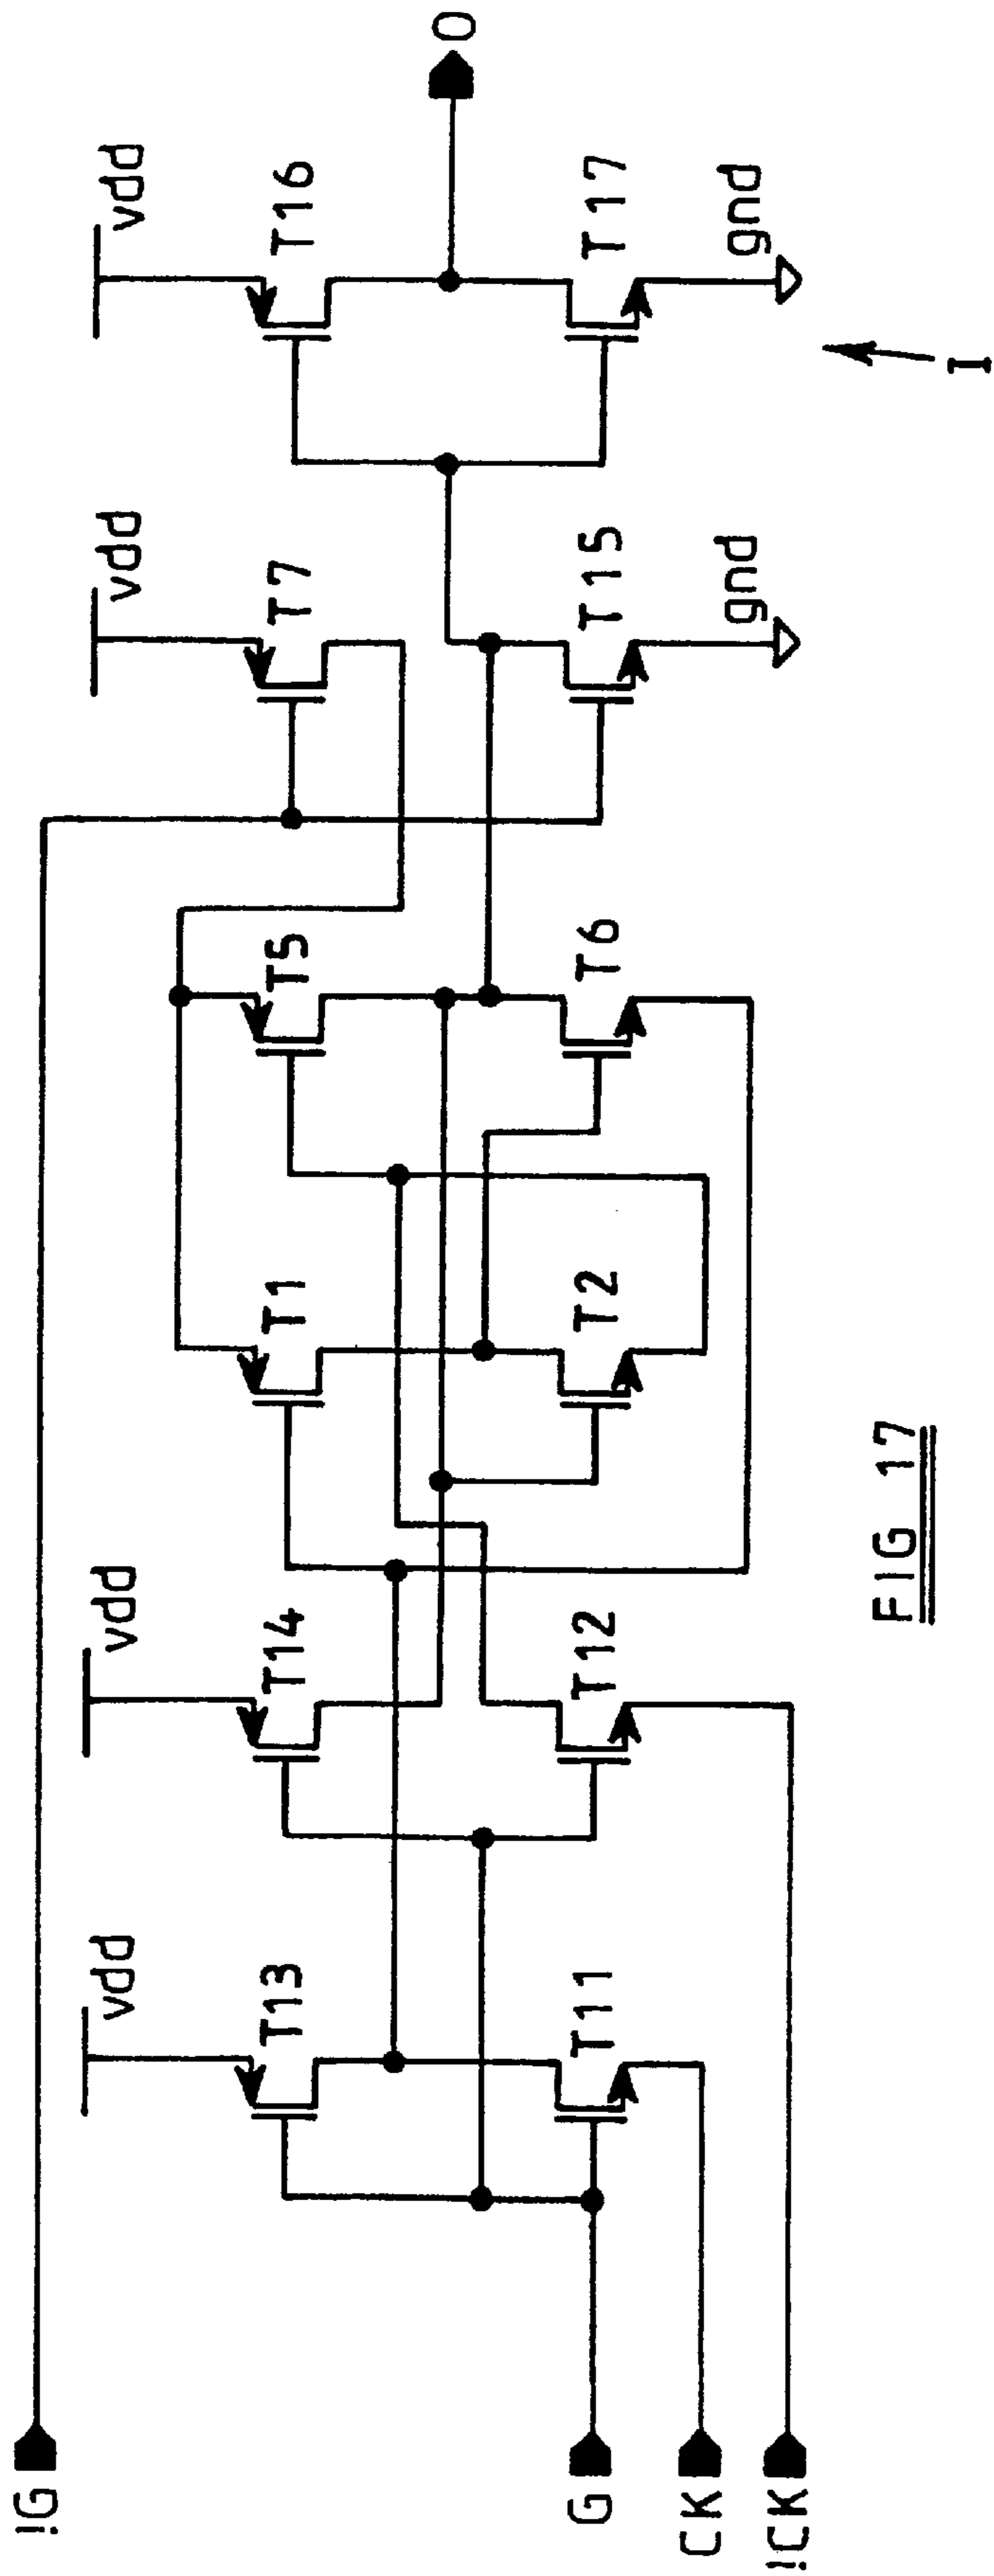 !G
G
CK
!CK
vdd
T13
T11
vdd
T14
T12
T1
T2
T5
T6
vdd
T7
T15
gnd
vdd
T16
T17
gnd
O
I
FIG 17